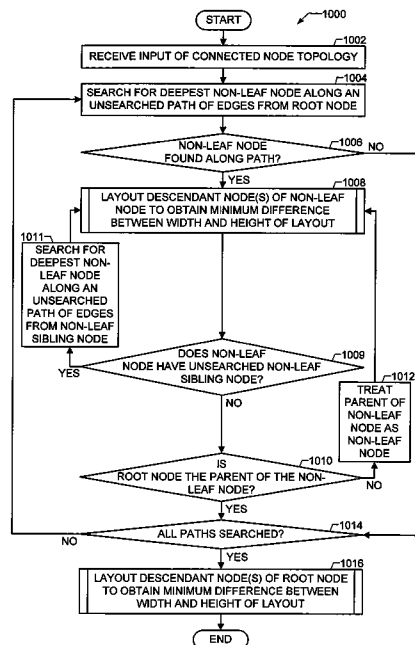 START
1000
1002
RECEIVE INPUT OF CONNECTED NODE TOPOLOGY
1004
SEARCH FOR DEEPEST NON-LEAF NODE ALONG AN
UNSEARCHED PATH OF EDGES FROM ROOT NODE
1006
NON-LEAF NODE
FOUND ALONG PATH?
NO
YES
1008
LAYOUT DESCENDANT NODE(S) OF NON-LEAF
NODE TO OBTAIN MINIMUM DIFFERENCE
BETWEEN WIDTH AND HEIGHT OF LAYOUT
1011
SEARCH FOR
DEEPEST NON-
LEAF NODE
ALONG AN
UNSEARCHED
PATH OF EDGES
FROM NON-LEAF
SIBLING NODE
1009
DOES NON-LEAF
NODE HAVE UNSEARCHED NON-LEAF
SIBLING NODE?
YES
NO
1012
TREAT
PARENT OF
NON-LEAF
NODE AS
NON-LEAF
NODE
1010
IS
ROOT NODE THE PARENT OF THE NON-
LEAF NODE?
NO
YES
1014
ALL PATHS SEARCHED?
NO
YES
1016
LAYOUT DESCENDANT NODE(S) OF ROOT NODE
TO OBTAIN MINIMUM DIFFERENCE BETWEEN
WIDTH AND HEIGHT OF LAYOUT
END